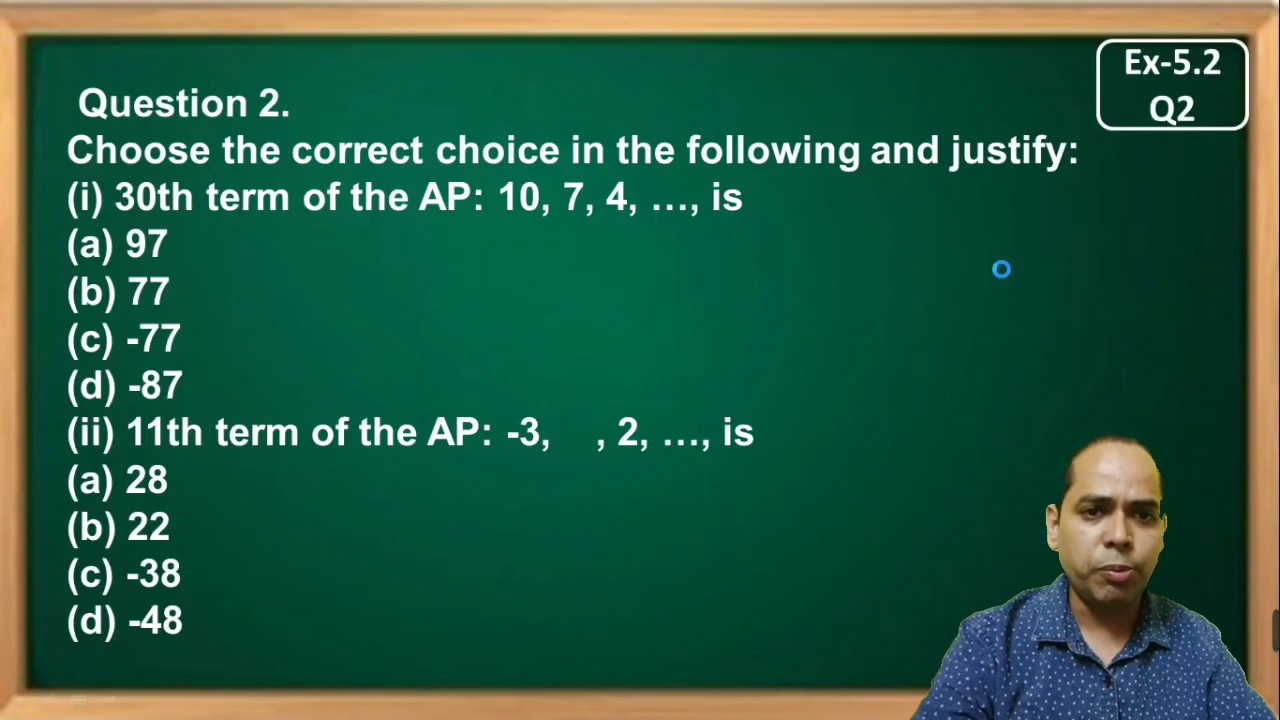 Ex-5.2
Q2
Question 2.
Choose the correct choice in the following and justify:
(i) 30th term of the AP: 10, 7, 4, …, is
(a) 97
(b) 77
(c) -77
(d) -87
(ii) 11th term of the AP: -3, , 2, …, is
(a) 28
(b) 22
(c) -38
(d) -48